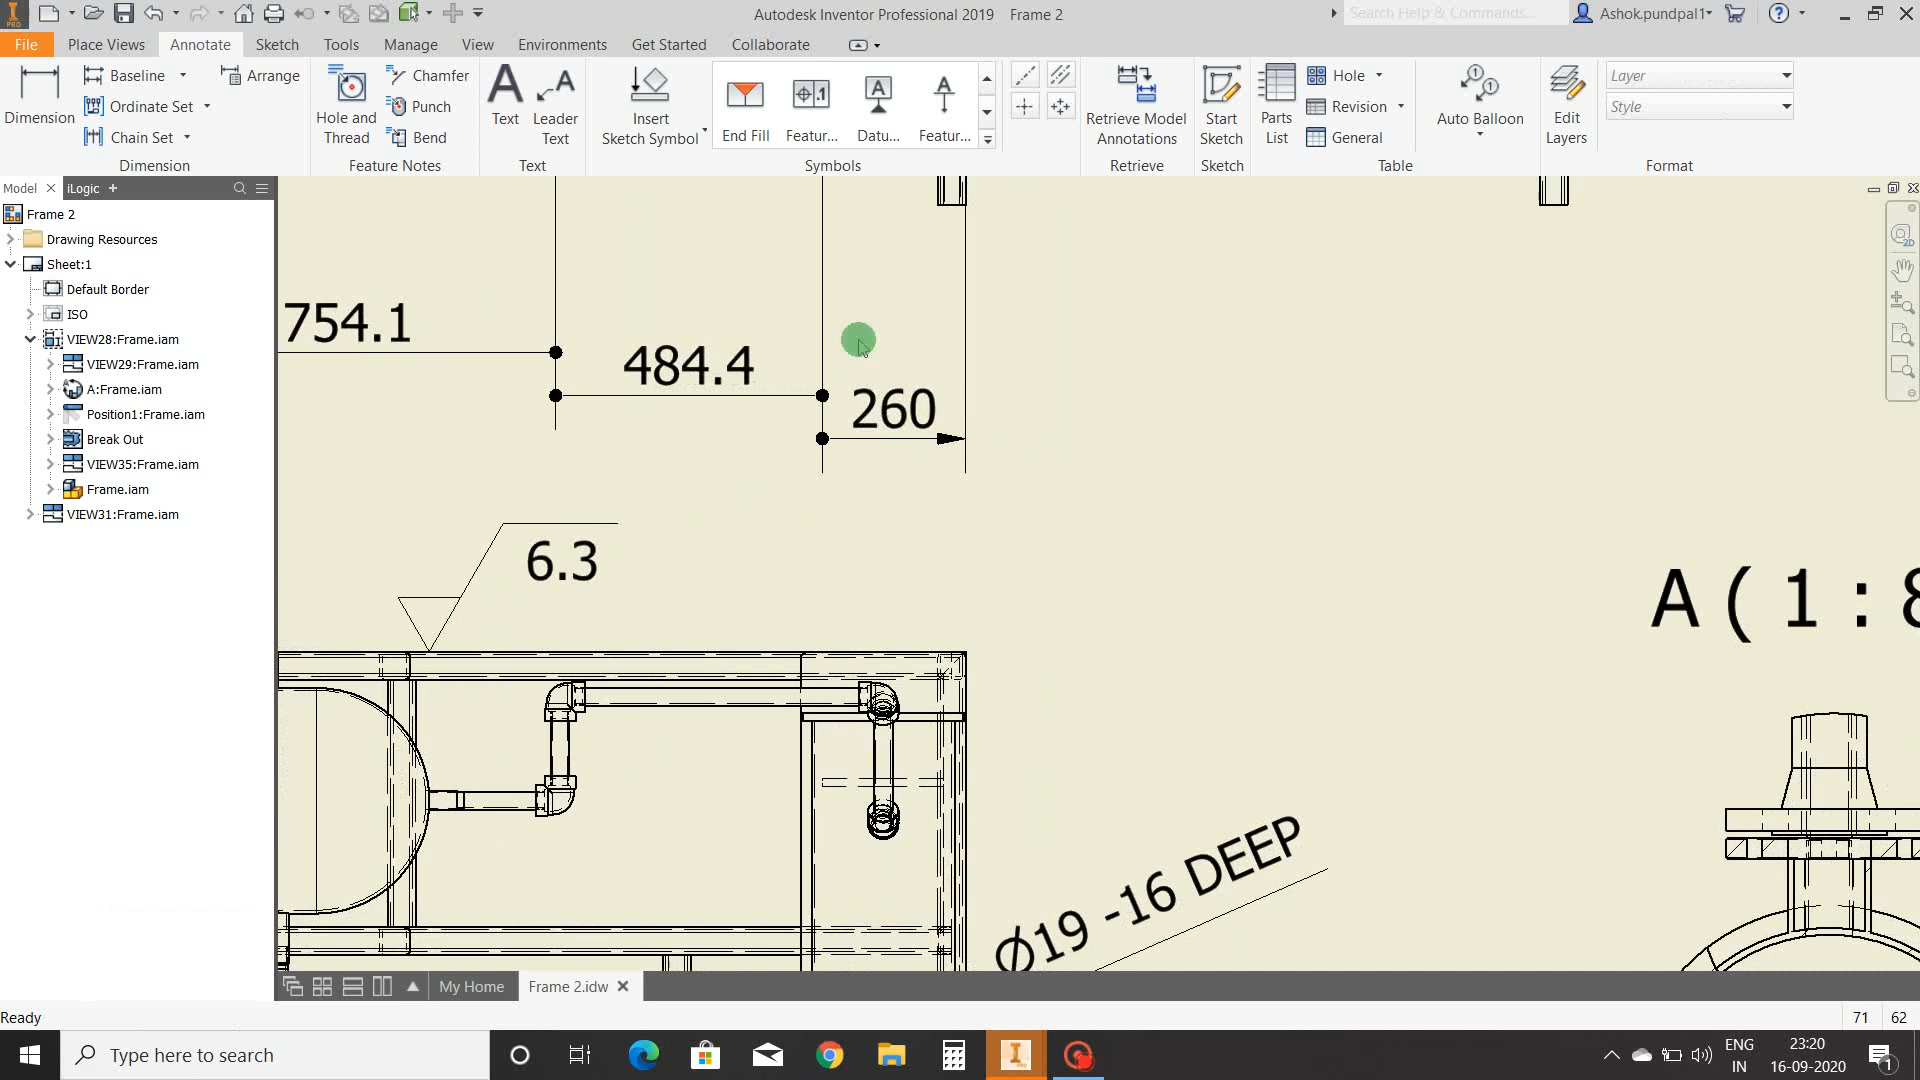 PRO
Autodesk Inventor Professional 2019 Frame 2
Search Help & Commands...
Ashok.pundpal1
File Place Views Annotate Sketch Tools Manage View Environments Get Started Collaborate
Dimension
Baseline
Ordinate Set
Chain Set
Arrange
Dimension
Hole and
Thread
Chamfer
Punch
Bend
Feature Notes
Text
Leader
Text
Text
Insert
Sketch Symbol
End Fill
Featur...
Datu...
Featur...
Symbols
Retrieve Model
Annotations
Retrieve
Start
Sketch
Sketch
Parts
List
Hole
Revision
General
Auto Balloon
Table
Edit
Layers
Layer
Style
Format
Model
iLogic +
Frame 2
Drawing Resources
Sheet:1
Default Border
ISO
VIEW28:Frame.iam
VIEW29:Frame.iam
A:Frame.iam
Position1:Frame.iam
Break Out
VIEW35:Frame.iam
Frame.iam
VIEW31:Frame.iam
754.1
484.4
260
6.3
A ( 1 : 8
Ø19 -16 DEEP
My Home
Frame 2.idw
Ready
71 62
Type here to search
ENG
IN
23:20
16-09-2020
1